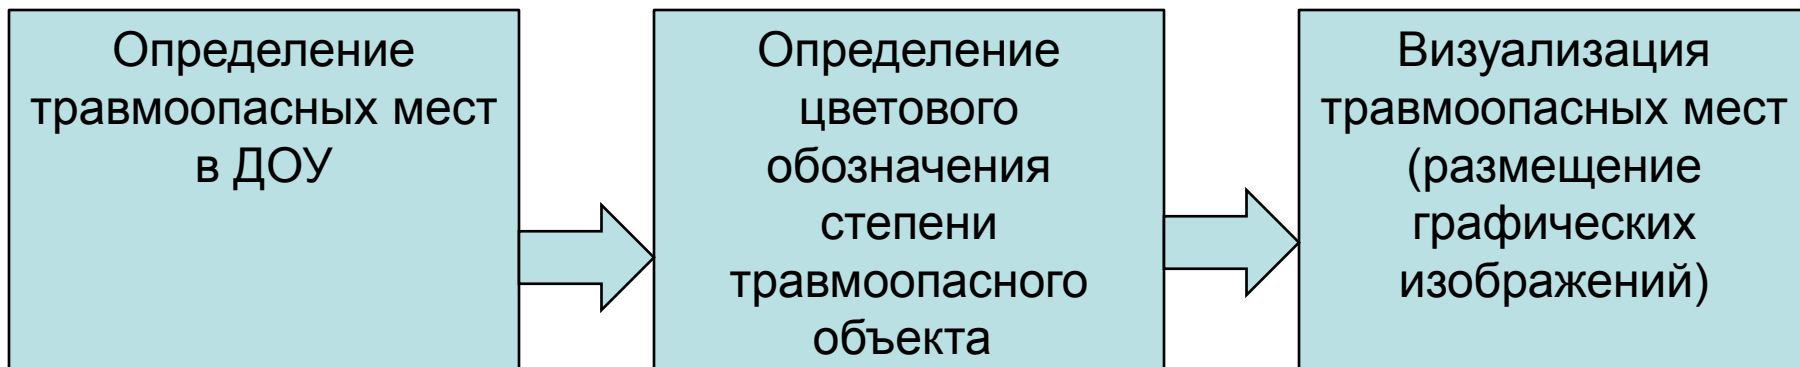 Определение
травмоопасных мест
в ДОУ
Определение
цветового
обозначения
степени
травмоопасного
объекта
Визуализация
травмоопасных мест
(размещение
графических
изображений)